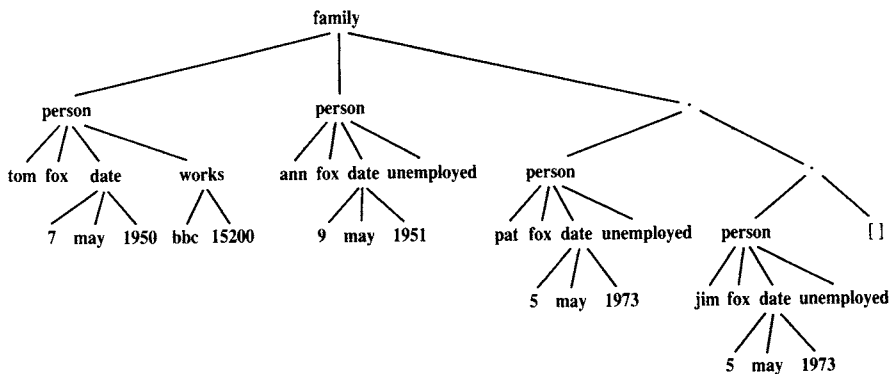 family
person person .
tom fox date works ann fox date unemployed person .
7 may 1950 bbc 15200 9 may 1951 pat fox date unemployed person [ ]
5 may 1973 jim fox date unemployed
5 may 1973